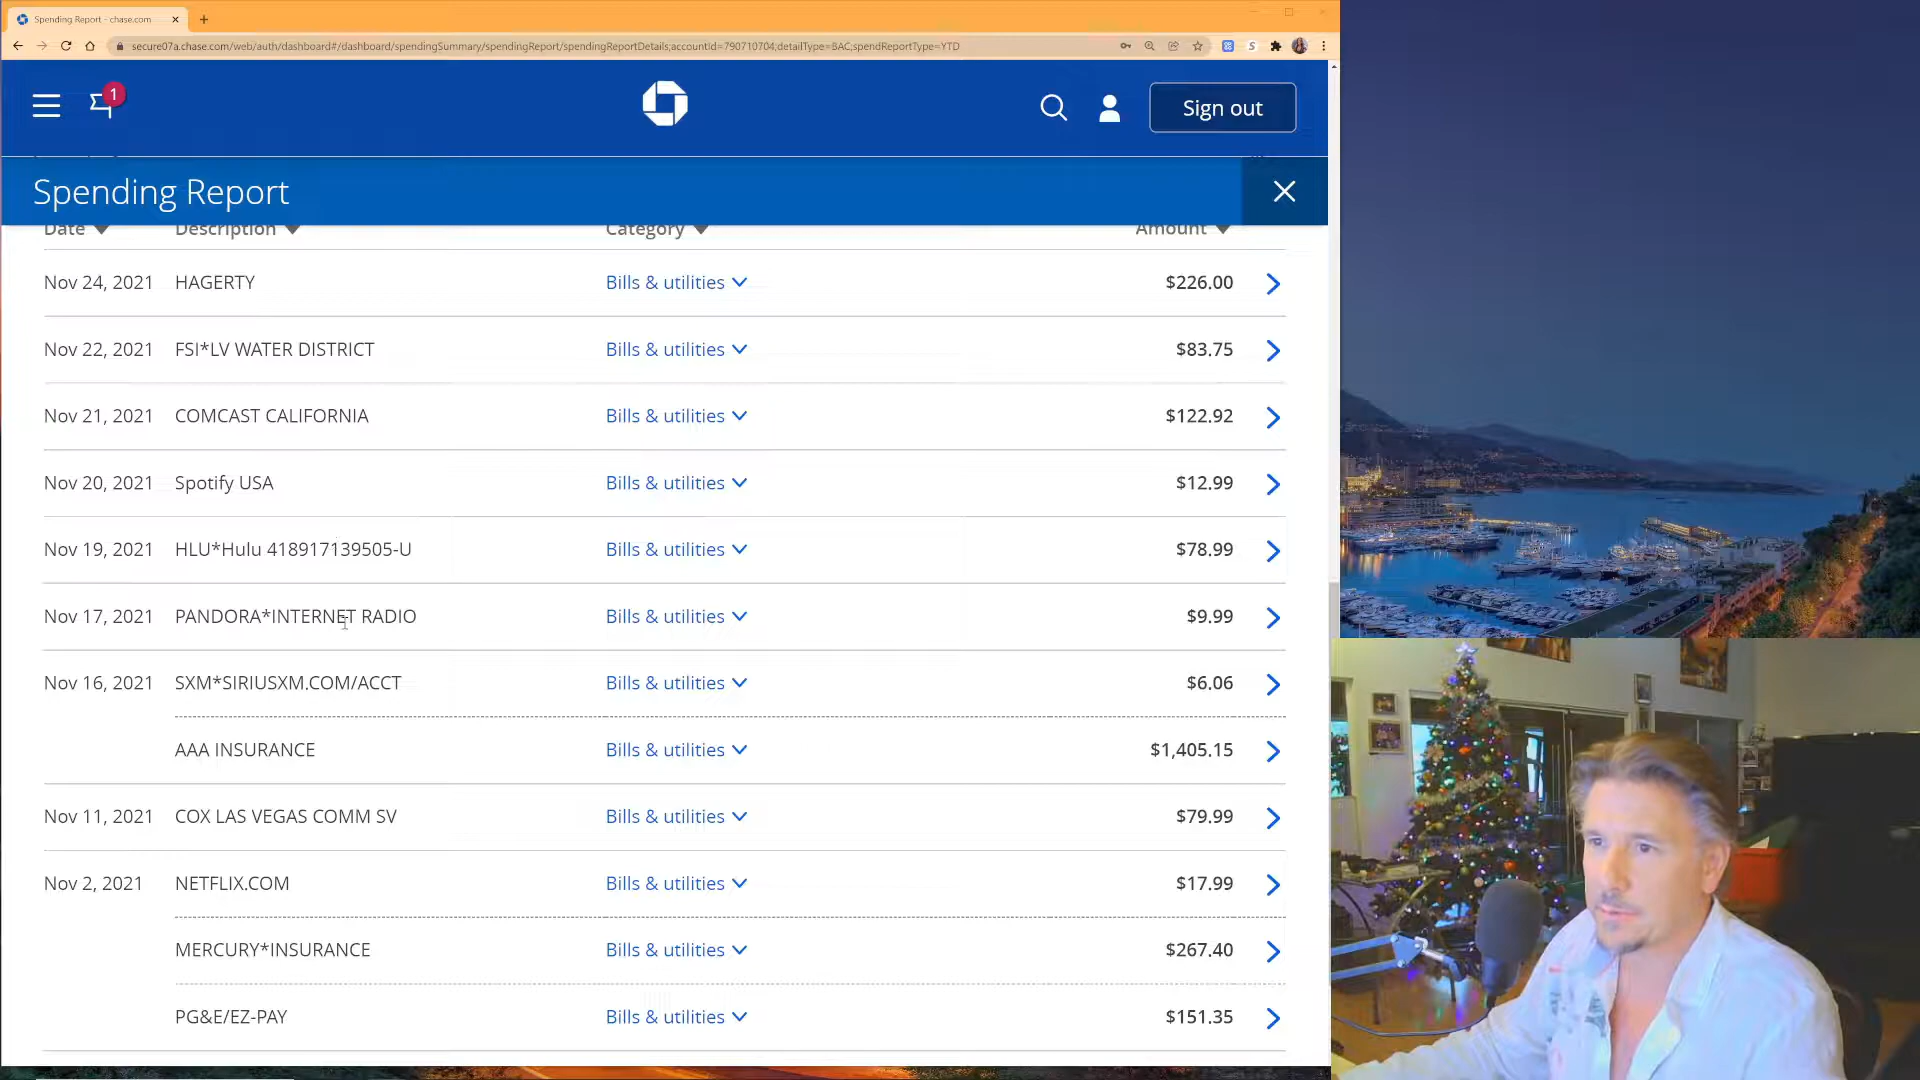 Spending Report - chase.com
secure07a.chase.com/web/auth/dashboard#/dashboard/spendingSummary/spendingReport/spendingReportDetails;accountId=790710704;detailType=BAC;spendReportType=YTD
1
Sign out
Spending Report
Date Description Category Amount
Nov 24, 2021 HAGERTY Bills & utilities $226.00
Nov 22, 2021 FSI*LV WATER DISTRICT Bills & utilities $83.75
Nov 21, 2021 COMCAST CALIFORNIA Bills & utilities $122.92
Nov 20, 2021 Spotify USA Bills & utilities $12.99
Nov 19, 2021 HLU*Hulu 418917139505-U Bills & utilities $78.99
Nov 17, 2021 PANDORA*INTERNET RADIO Bills & utilities $9.99
Nov 16, 2021 SXM*SIRIUSXM.COM/ACCT Bills & utilities $6.06
AAA INSURANCE Bills & utilities $1,405.15
Nov 11, 2021 COX LAS VEGAS COMM SV Bills & utilities $79.99
Nov 2, 2021 NETFLIX.COM Bills & utilities $17.99
MERCURY*INSURANCE Bills & utilities $267.40
PG&E/EZ-PAY Bills & utilities $151.35